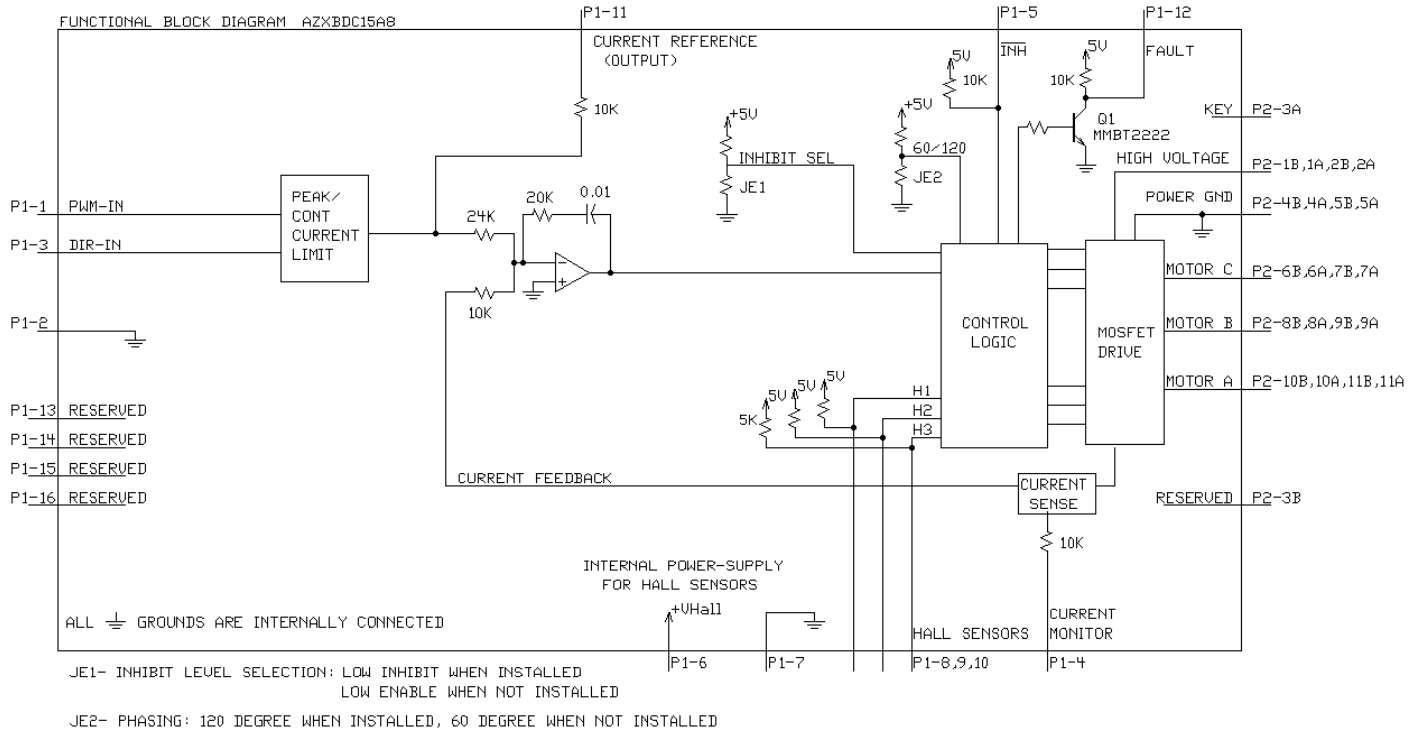 FUNCTIONAL BLOCK DIAGRAM AZXBDC15A8
P1-11
P1-5
P1-12
CURRENT REFERENCE
(OUTPUT)
INH
FAULT
5V
10K
5V
10K
10K
+5V
+5V
Q1
MMBT2222
KEY
P2-3A
INHIBIT SEL
60/120
HIGH VOLTAGE
P2-1B,1A,2B,2A
JE1
JE2
POWER GND
P2-4B,4A,5B,5A
P1-1
PWM-IN
P1-3
DIR-IN
PEAK/
CONT
CURRENT
LIMIT
24K
20K
0.01
10K
MOTOR C
P2-6B,6A,7B,7A
P1-2
CONTROL
LOGIC
MOSFET
DRIVE
MOTOR B
P2-8B,8A,9B,9A
MOTOR A
P2-10B,10A,11B,11A
5V
5V
5V
5K
H1
H2
H3
P1-13
RESERVED
P1-14
RESERVED
P1-15
RESERVED
P1-16
RESERVED
CURRENT FEEDBACK
CURRENT
SENSE
RESERVED
P2-3B
10K
INTERNAL POWER-SUPPLY
FOR HALL SENSORS
+VHall
ALL GROUNDS ARE INTERNALLY CONNECTED
HALL SENSORS
CURRENT
MONITOR
P1-6
P1-7
P1-8,9,10
P1-4
JE1- INHIBIT LEVEL SELECTION: LOW INHIBIT WHEN INSTALLED
LOW ENABLE WHEN NOT INSTALLED
JE2- PHASING: 120 DEGREE WHEN INSTALLED, 60 DEGREE WHEN NOT INSTALLED